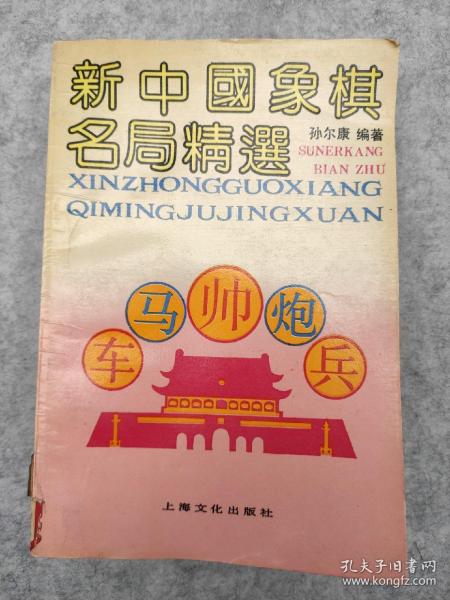 新中國象棋
名局精選
孙尔康 编著
SUNERKANG
BIAN ZHU
XINZHONGGUOXIANG
QIMINGJUJINGXUAN
车马帅炮兵
上海文化出版社
孔夫子旧书网
www.kongfz.com